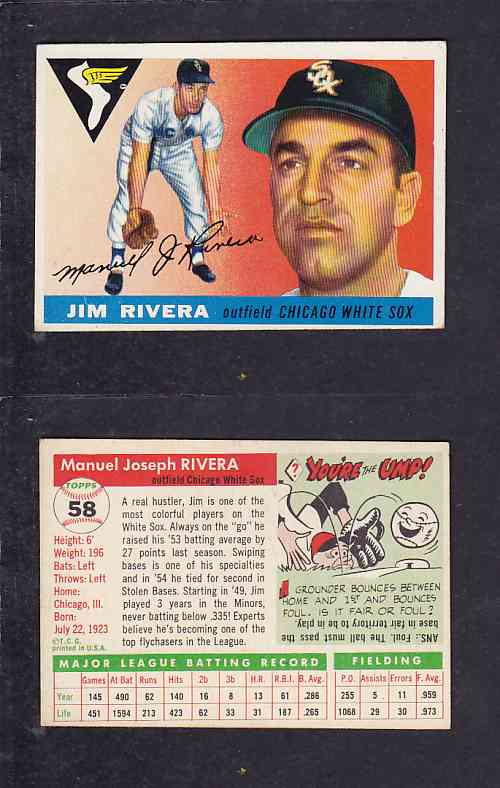 SOX
Manuel J Rivera
JIM RIVERA outfield CHICAGO WHITE SOX
Manuel Joseph RIVERA
outfield Chicago White Sox
TOPPS
58
Height: 6'
Weight: 196
Bats: Left
Throws: Left
Home:
Chicago, Ill.
Born:
July 22, 1923
© T. C. G.
printed in U.S.A.
A real hustler, Jim is one of the
most colorful players on the
White Sox. Always on the "go" he
raised his '53 batting average by
27 points last season. Swiping
bases is one of his specialties
and in '54 he tied for second in
Stolen Bases. Starting in '49, Jim
played 3 years in the Minors,
never batting below .335! Experts
believe he's becoming one of the
top flychasers in the League.
? YOU'RE THE UMP!
A GROUNDER BOUNCES BETWEEN
HOME AND 1ST AND BOUNCES
FOUL. IS IT FAIR OR FOUL?
ANS.: Foul. The ball must pass the
base in fair territory to be in play.
MAJOR LEAGUE BATTING RECORD FIELDING
Games At Bat Runs Hits 2b 3b H.R. R.B.I. B. Avg. P.O. Assists Errors F. Avg.
Year 145 490 62 140 16 8 13 61 .286 255 5 11 .959
Life 451 1594 213 423 62 33 31 187 .265 1068 29 30 .973